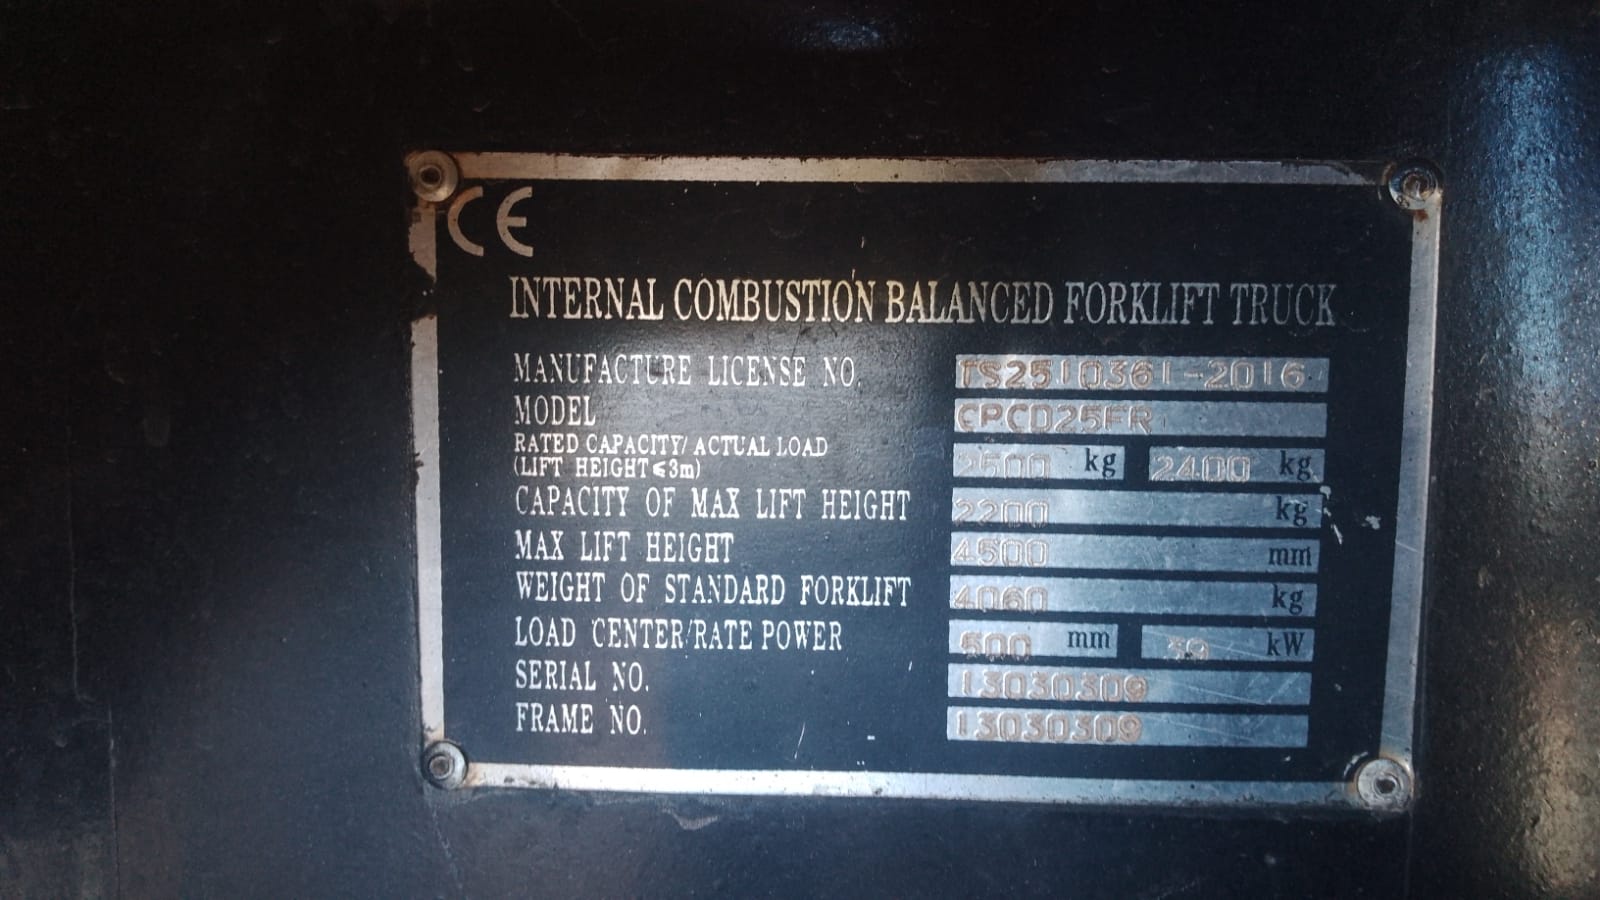 CE
INTERNAL COMBUSTION BALANCED FORKLIFT TRUCK
MANUFACTURE LICENSE NO. TS2510361-2016
MODEL CPCD25FR
RATED CAPACITY/ ACTUAL LOAD
(LIFT HEIGHT≤3m) 2500 kg 2400 kg
CAPACITY OF MAX LIFT HEIGHT 2200 kg
MAX LIFT HEIGHT 4500 mm
WEIGHT OF STANDARD FORKLIFT 4060 kg
LOAD CENTER/RATE POWER 500 mm 39 kW
SERIAL NO. 13030309
FRAME NO. 13030309